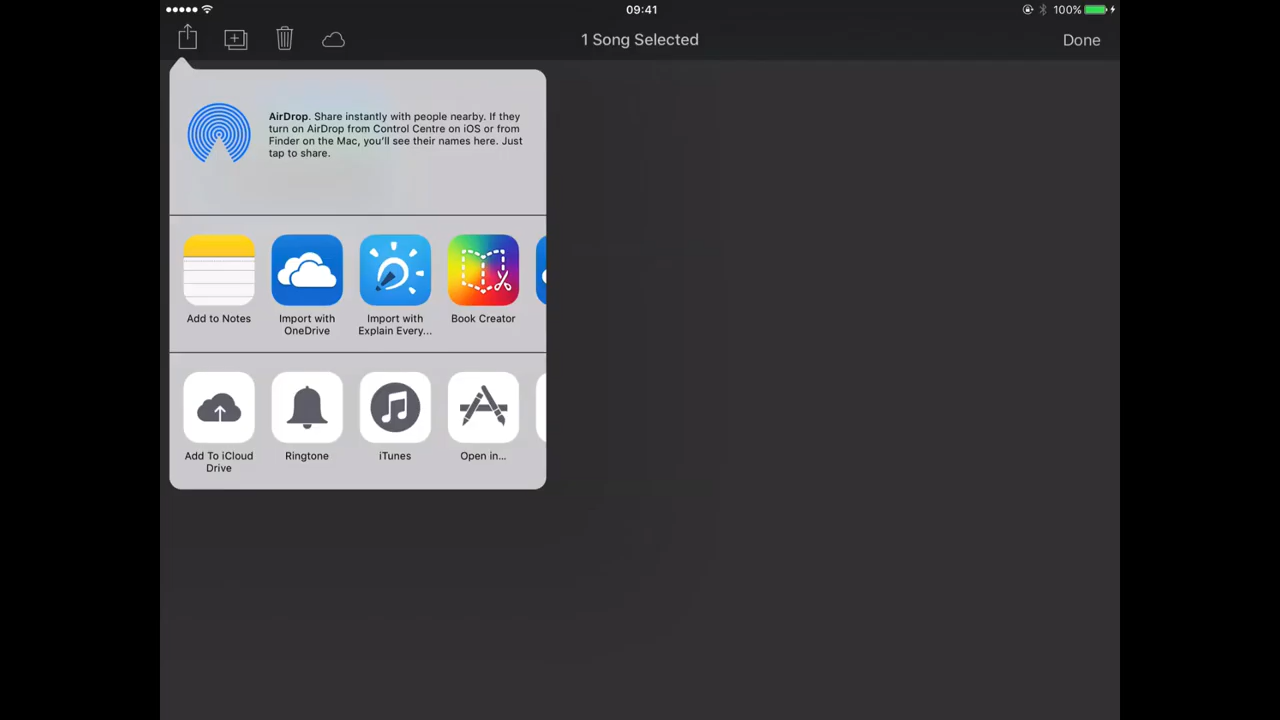 09:41
100%
1 Song Selected
Done
AirDrop. Share instantly with people nearby. If they
turn on AirDrop from Control Centre on iOS or from
Finder on the Mac, you'll see their names here. Just
tap to share.
Add to Notes
Import with
OneDrive
Import with
Explain Every...
Book Creator
Add To iCloud
Drive
Ringtone
iTunes
Open in...